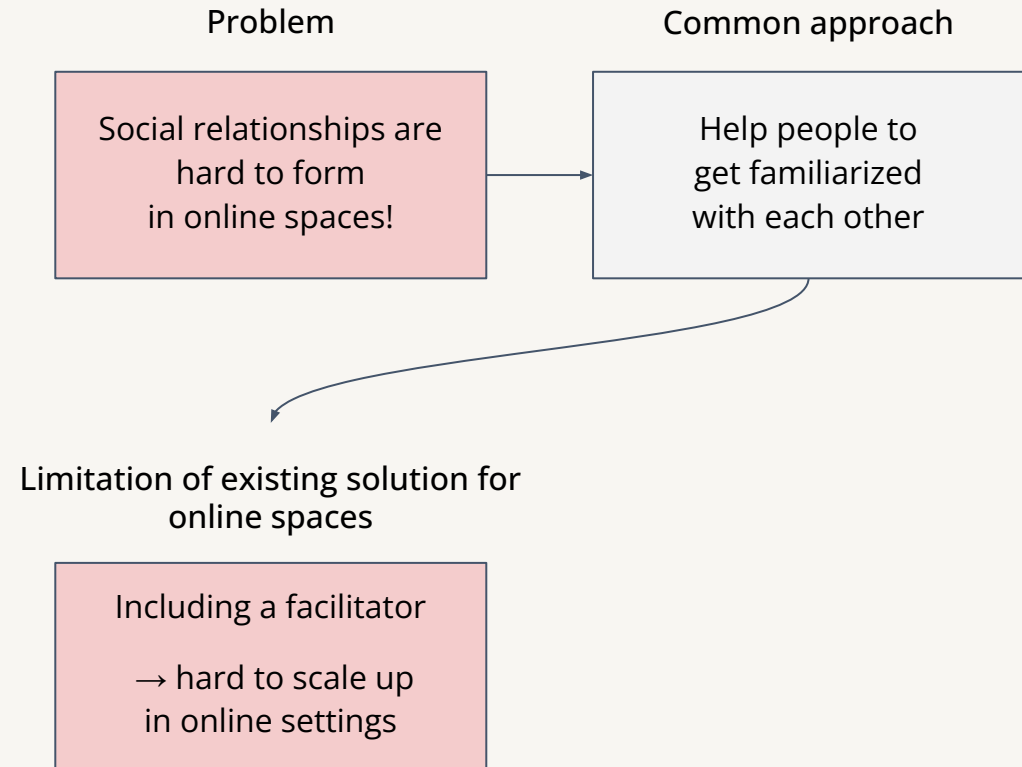 Problem
Common approach
Social relationships are
hard to form
in online spaces!
Help people to
get familiarized
with each other
Limitation of existing solution for
online spaces
Including a facilitator
→ hard to scale up
in online settings